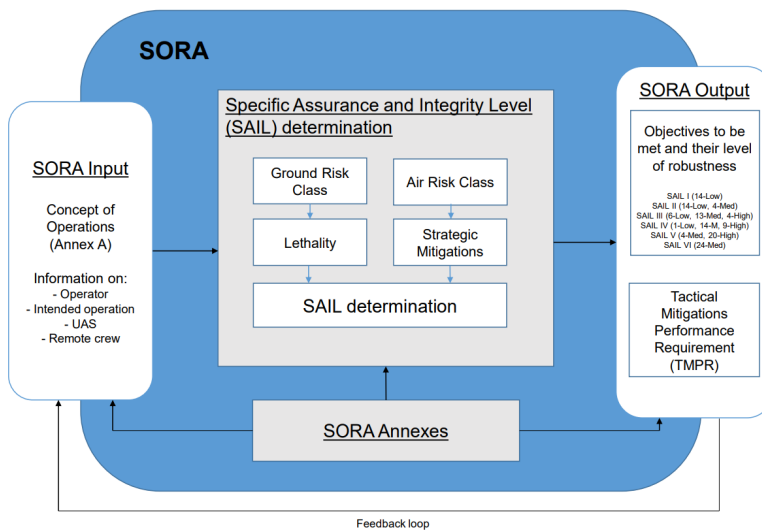 SORA
SORA Input
Concept of
Operations
(Annex A)
Information on:
- Operator
- Intended operation
- UAS
- Remote crew
Specific Assurance and Integrity Level
(SAIL) determination
Ground Risk
Class
Air Risk Class
Lethality
Strategic
Mitigations
SAIL determination
SORA Annexes
SORA Output
Objectives to be
met and their level
of robustness
SAIL I (14-Low)
SAIL II (14-Low, 4-Med)
SAIL III (6-Low, 13-Med, 4-High)
SAIL IV (1-Low, 14-M, 9-High)
SAIL V (4-Med, 20-High)
SAIL VI (24-Med)
Tactical
Mitigations
Performance
Requirement
(TMPR)
Feedback loop